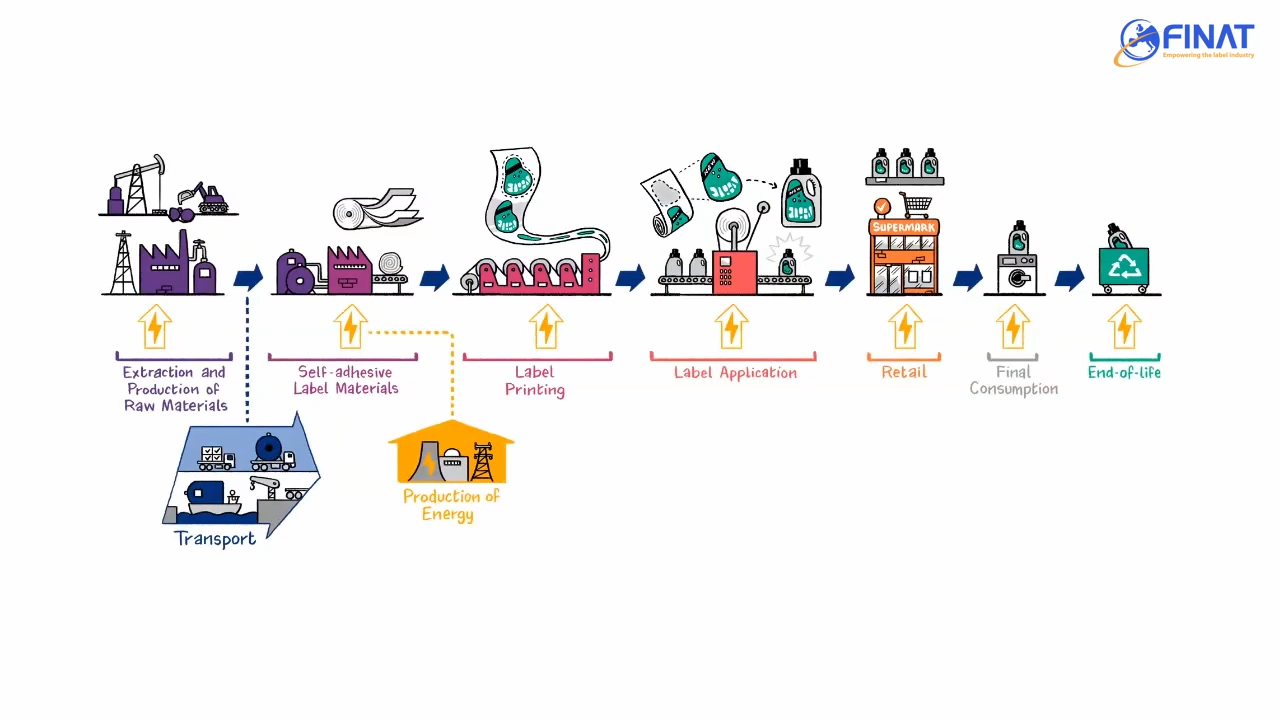 FINAT
Empowering the label industry
SUPERMARK
Extraction and
Production of
Raw Materials
Self-adhesive
Label Materials
Label
Printing
Label Application
Retail
Final
Consumption
End-of-life
Production of
Energy
Transport